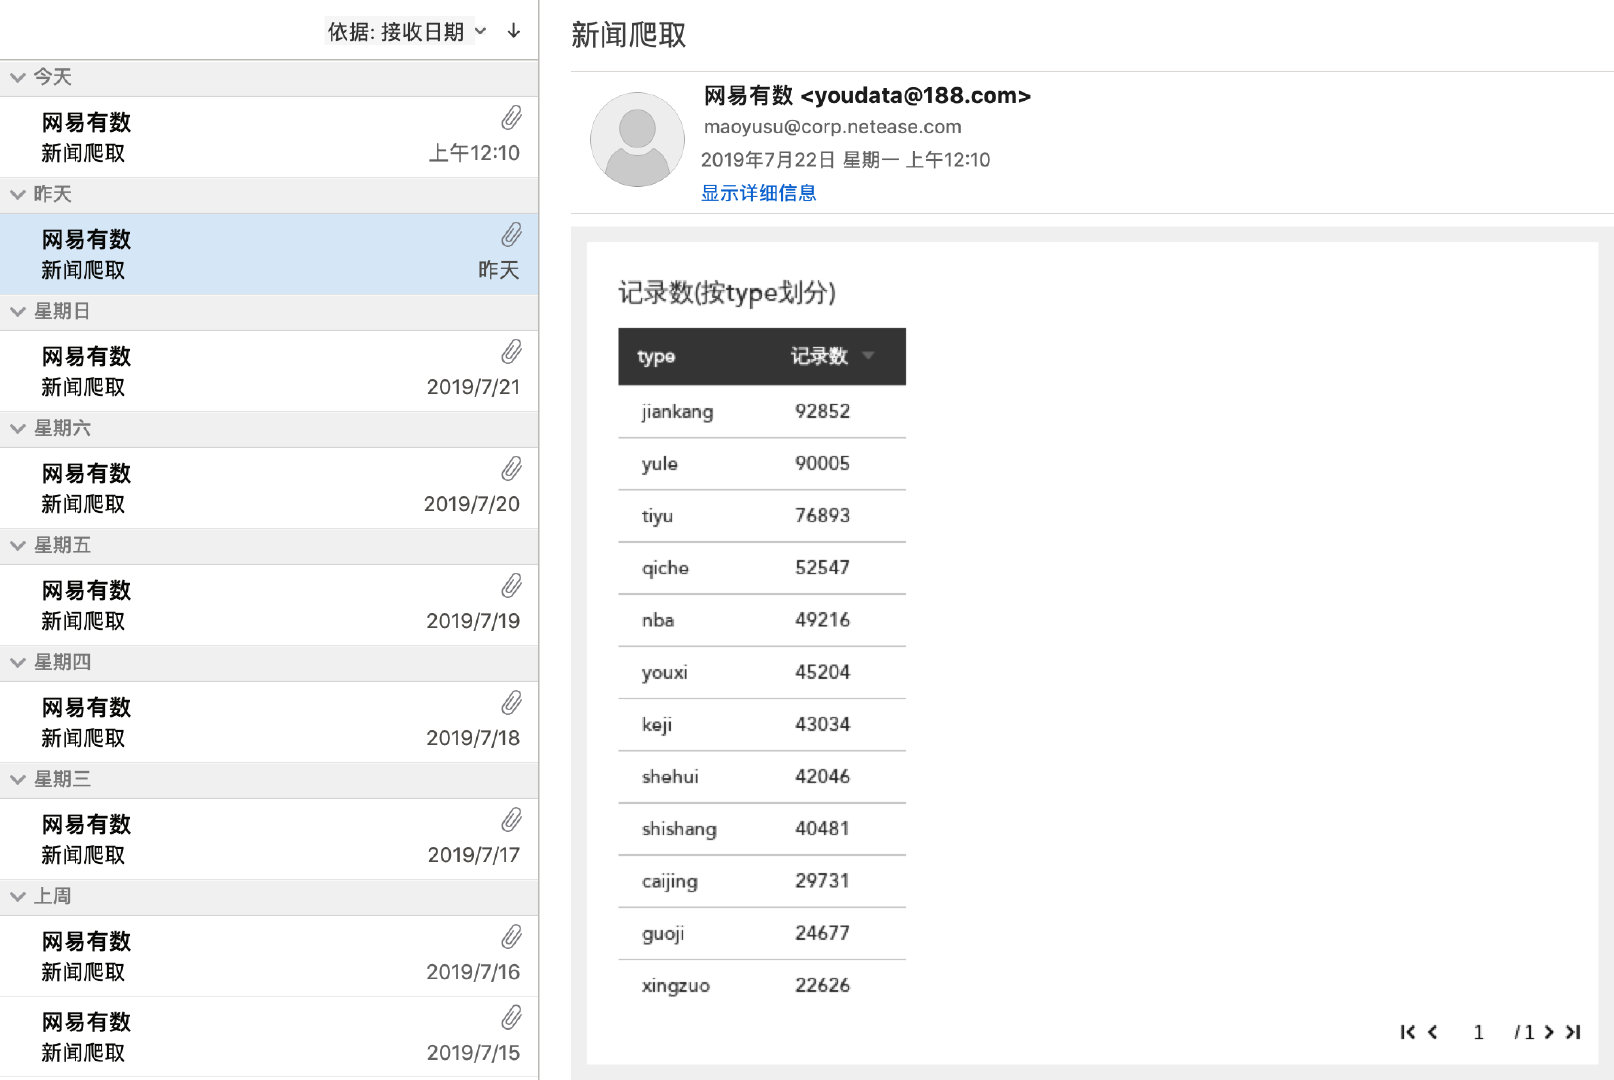 依据: 接收日期
今天
网易有数
新闻爬取 上午12:10
昨天
网易有数
新闻爬取 昨天
星期日
网易有数
新闻爬取 2019/7/21
星期六
网易有数
新闻爬取 2019/7/20
星期五
网易有数
新闻爬取 2019/7/19
星期四
网易有数
新闻爬取 2019/7/18
星期三
网易有数
新闻爬取 2019/7/17
上周
网易有数
新闻爬取 2019/7/16
网易有数
新闻爬取 2019/7/15
新闻爬取
网易有数 <youdata@188.com>
maoyusu@corp.netease.com
2019年7月22日 星期一 上午12:10
显示详细信息
记录数(按type划分)
type 记录数
jiankang 92852
yule 90005
tiyu 76893
qiche 52547
nba 49216
youxi 45204
keji 43034
shehui 42046
shishang 40481
caijing 29731
guoji 24677
xingzuo 22626
1 /1